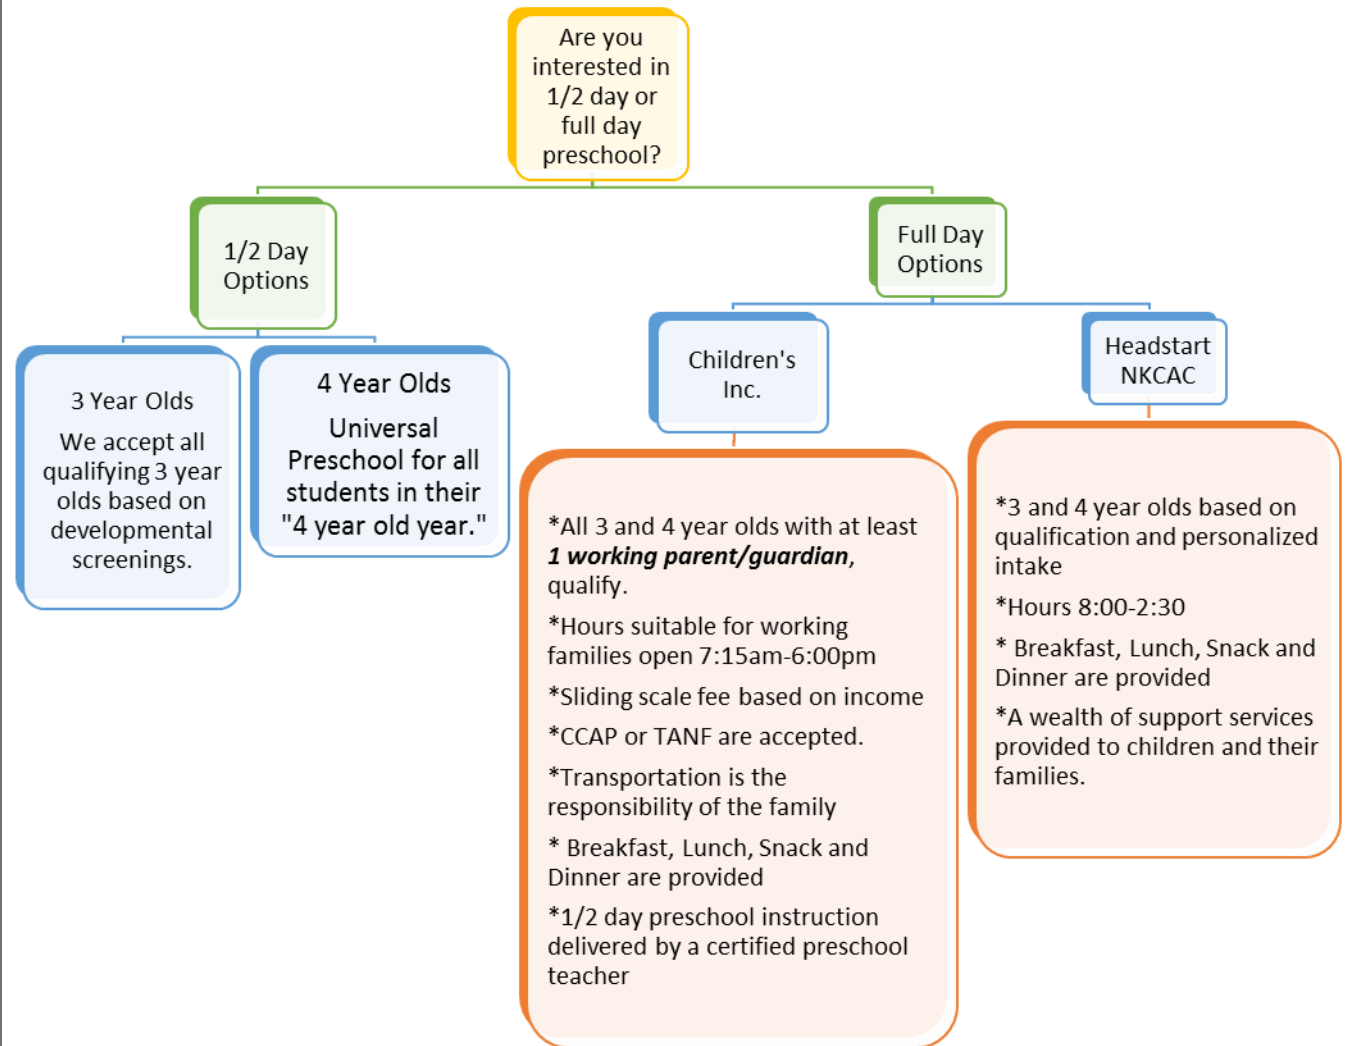 Are you
interested in
1/2 day or
full day
preschool?
1/2 Day
Options
3 Year Olds
We accept all
qualifying 3 year
olds based on
developmental
screenings.
4 Year Olds
Universal
Preschool for all
students in their
"4 year old year."
Full Day
Options
Children's
Inc.
*All 3 and 4 year olds with at least
1 working parent/guardian,
qualify.
*Hours suitable for working
families open 7:15am-6:00pm
*Sliding scale fee based on income
*CCAP or TANF are accepted.
*Transportation is the
responsibility of the family
* Breakfast, Lunch, Snack and
Dinner are provided
*1/2 day preschool instruction
delivered by a certified preschool
teacher
Headstart
NKCAC
*3 and 4 year olds based on
qualification and personalized
intake
*Hours 8:00-2:30
* Breakfast, Lunch, Snack and
Dinner are provided
*A wealth of support services
provided to children and their
families.